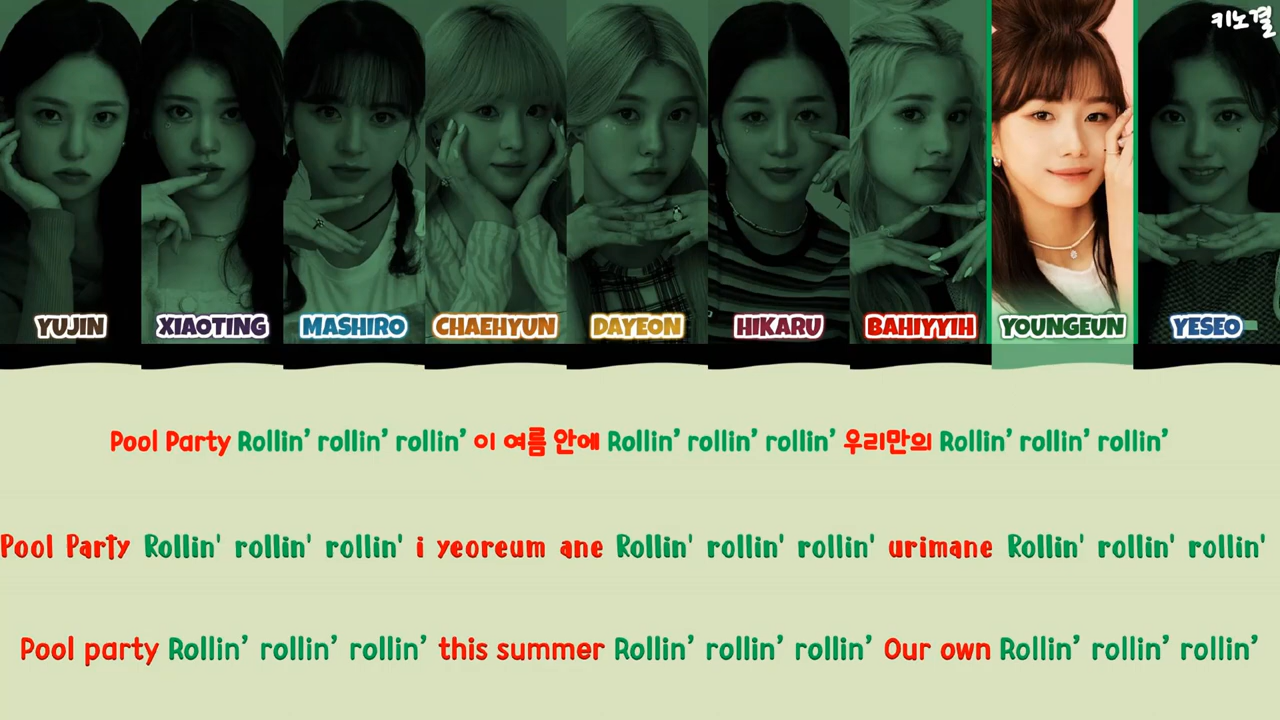 키노결
YUJIN XIAOTING MASHIRO CHAEHYUN DAYEON HIKARU BAHIYYIH YOUNGEUN YESEO
Pool Party Rollin’ rollin’ rollin’ 이 여름 안에 Rollin’ rollin’ rollin’ 우리만의 Rollin’ rollin’ rollin’
Pool Party Rollin' rollin' rollin' i yeoreum ane Rollin' rollin' rollin' urimane Rollin' rollin' rollin'
Pool party Rollin’ rollin’ rollin’ this summer Rollin’ rollin’ rollin’ Our own Rollin’ rollin’ rollin’